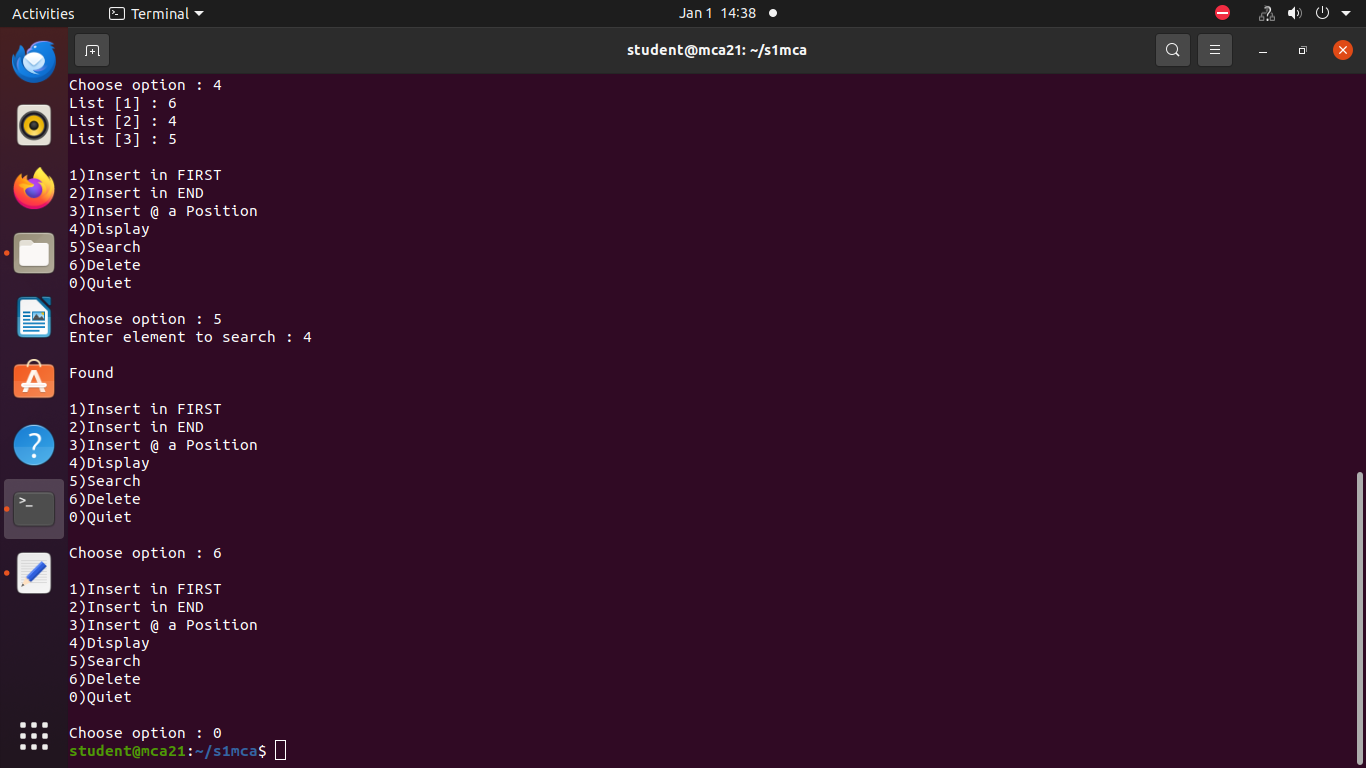 Activities
Terminal
Jan 1 14:38
student@mca21: ~/s1mca
Choose option : 4
List [1] : 6
List [2] : 4
List [3] : 5
1)Insert in FIRST
2)Insert in END
3)Insert @ a Position
4)Display
5)Search
6)Delete
0)Quiet
Choose option : 5
Enter element to search : 4
Found
1)Insert in FIRST
2)Insert in END
3)Insert @ a Position
4)Display
5)Search
6)Delete
0)Quiet
Choose option : 6
1)Insert in FIRST
2)Insert in END
3)Insert @ a Position
4)Display
5)Search
6)Delete
0)Quiet
Choose option : 0
student@mca21:~/s1mca$